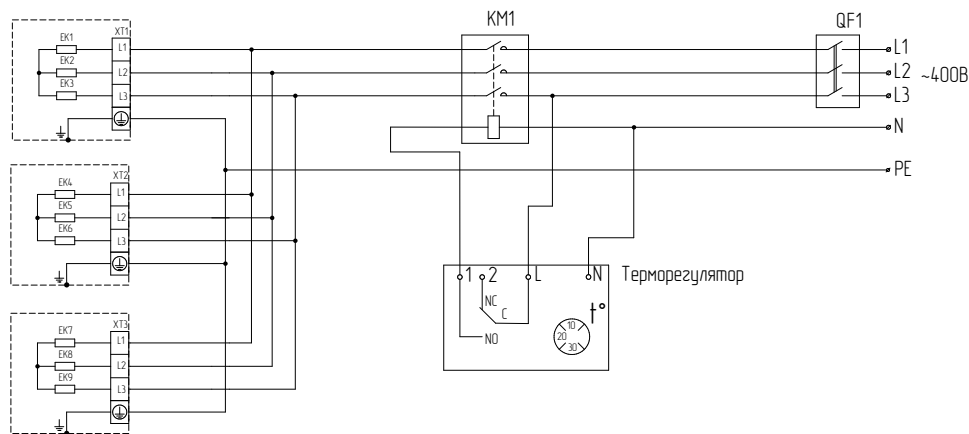 KM1
QF1
XT1
EK1
L1
EK2
L2
EK3
L3
L1
L2
~400В
L3
N
PE
XT2
EK4
L1
EK5
L2
EK6
L3
1
2
L
N
Терморегулятор
NC
C
NO
t°
10
20
30
XT3
EK7
L1
EK8
L2
EK9
L3